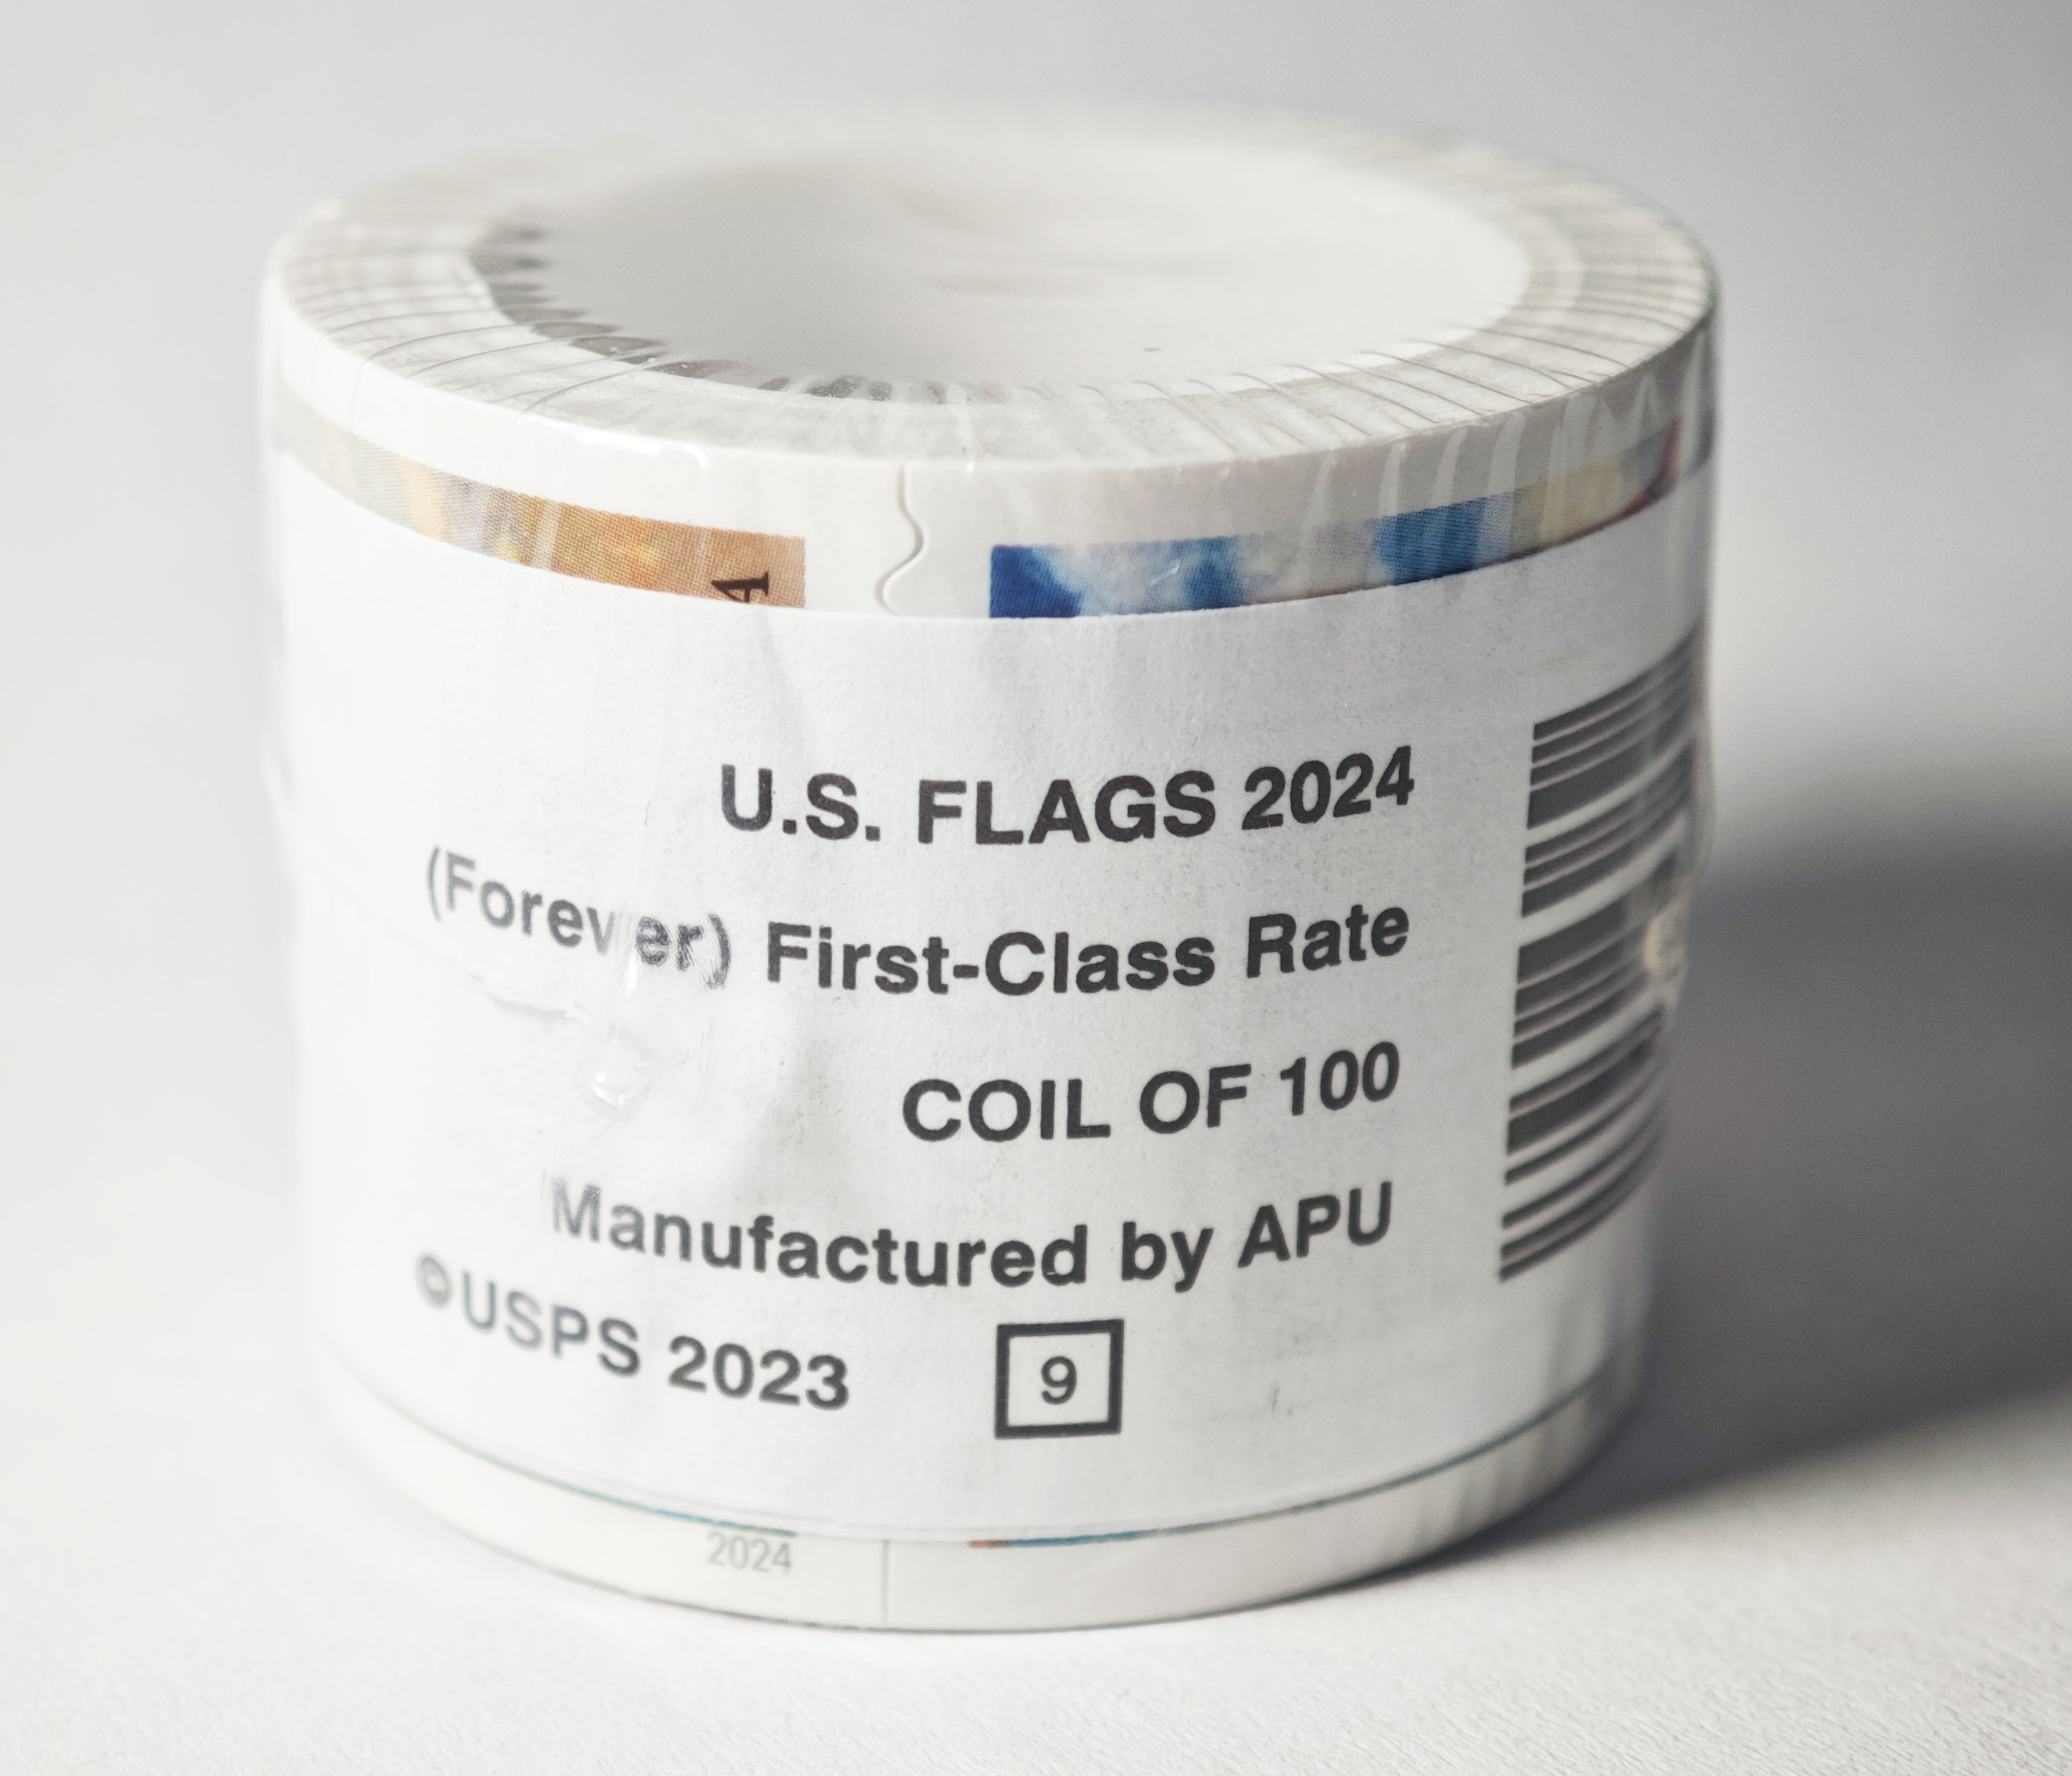 A
U.S. FLAGS 2024
(Forever) First-Class Rate
COIL OF 100
Manufactured by APU
©USPS 2023 9
2024